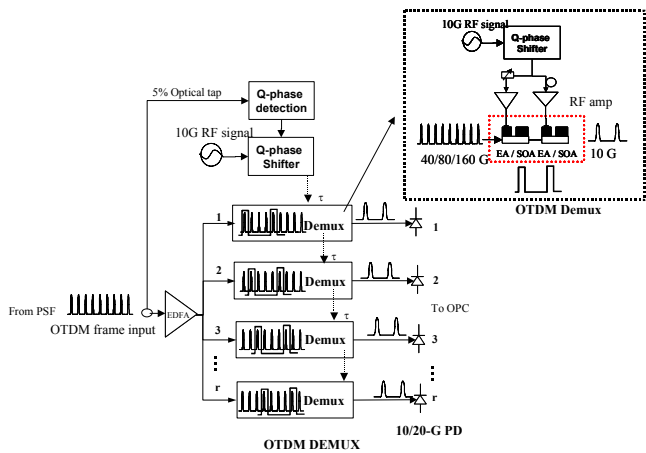 10G RF signal
Q-phase
Shifter
RF amp
40/80/160 G
EA / SOA EA / SOA
10 G
OTDM Demux
5% Optical tap
Q-phase
detection
10G RF signal
Q-phase
Shifter
τ
1
Demux
1
τ
2
Demux
2
From PSF
OTDM frame input
EDFA
τ
To OPC
3
Demux
3
r
Demux
r
10/20-G PD
OTDM DEMUX